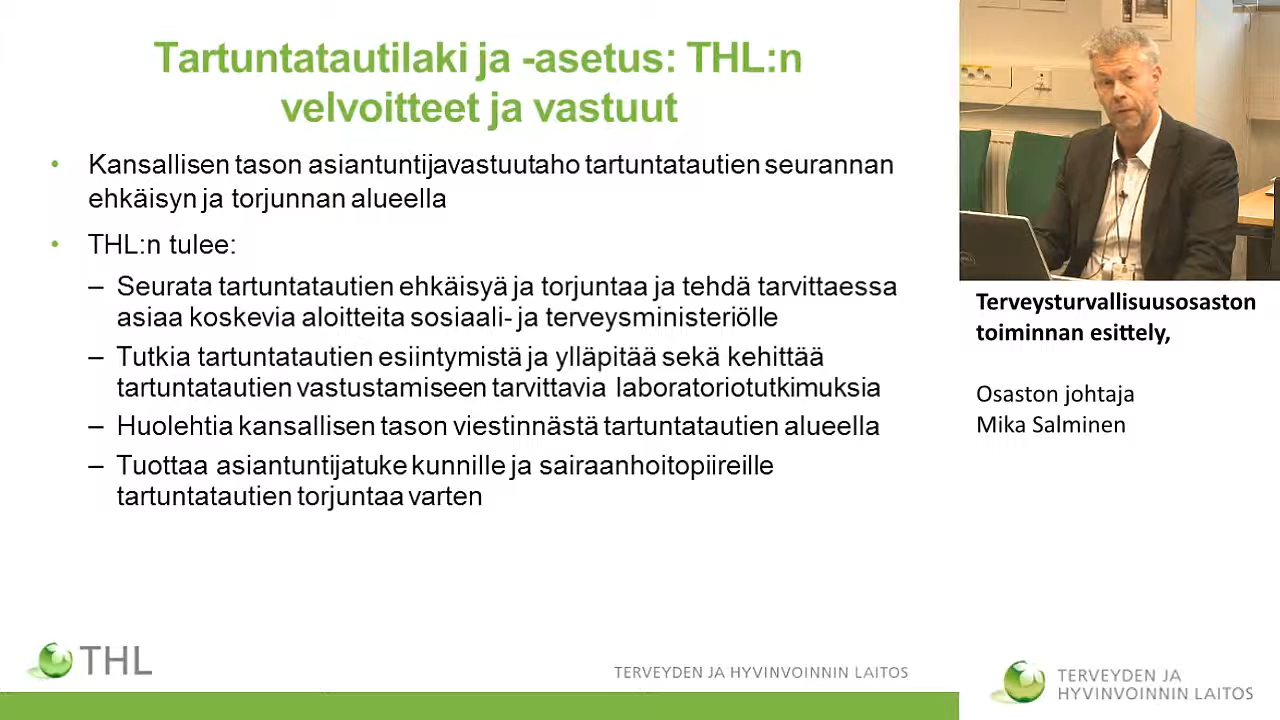 Tartuntatautilaki ja -asetus: THL:n
velvoitteet ja vastuut
• Kansallisen tason asiantuntijavastuutaho tartuntatautien seurannan
ehkäisyn ja torjunnan alueella
• THL:n tulee:
– Seurata tartuntatautien ehkäisyä ja torjuntaa ja tehdä tarvittaessa
asiaa koskevia aloitteita sosiaali- ja terveysministeriölle
– Tutkia tartuntatautien esiintymistä ja ylläpitää sekä kehittää
tartuntatautien vastustamiseen tarvittavia laboratoriotutkimuksia
– Huolehtia kansallisen tason viestinnästä tartuntatautien alueella
– Tuottaa asiantuntijatuke kunnille ja sairaanhoitopiireille
tartuntatautien torjuntaa varten
THL
TERVEYDEN JA HYVINVOINNIN LAITOS
Terveysturvallisuusosaston
toiminnan esittely,
Osaston johtaja
Mika Salminen
TERVEYDEN JA
HYVINVOINNIN LAITOS